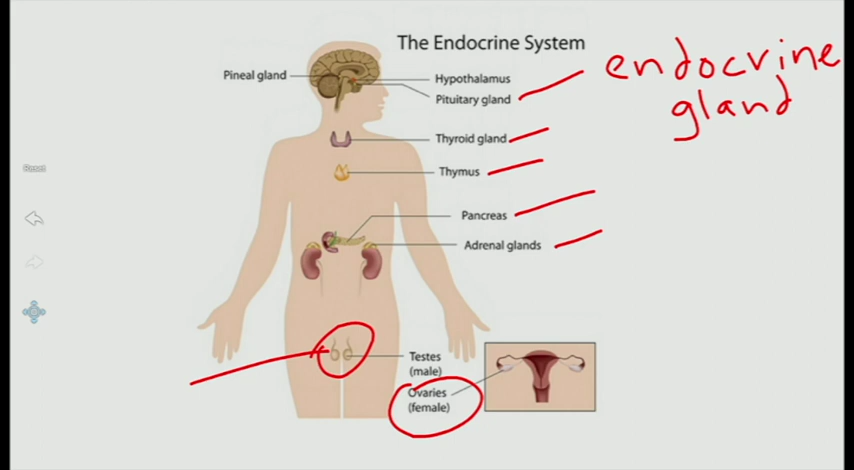 The Endocrine System
endocrine
gland
Pineal gland
Hypothalamus
Pituitary gland
Thyroid gland
Thymus
Pancreas
Adrenal glands
Testes
(male)
Ovaries
(female)
Reset